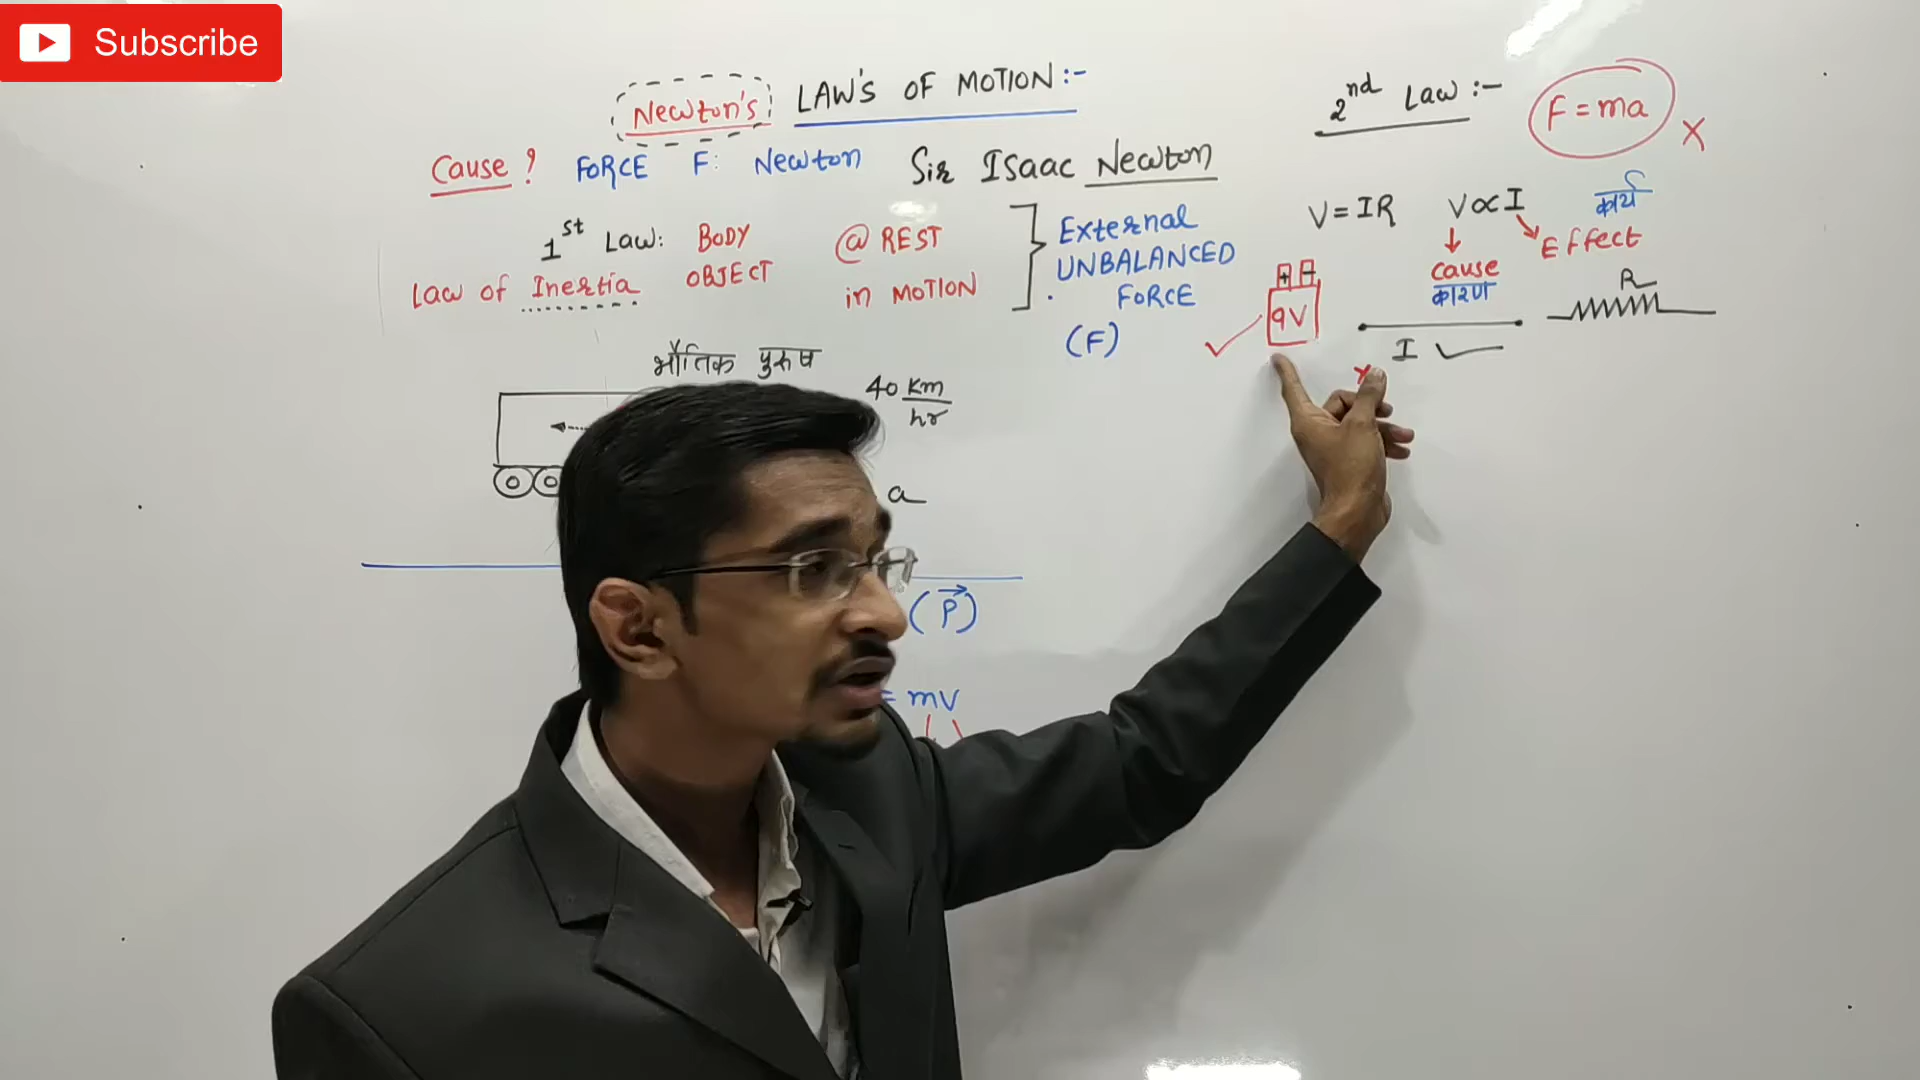 Subscribe
Newton's LAW'S OF MOTION:-
Cause? FORCE F: Newton Sir ISaac Newton
1st Law: BODY @ REST
Law of Inertia OBJECT in MOTION
External
UNBALANCED
FORCE
(F)
भौतिक पुरुष
40 Km/hr
a
(P)
= mv
2nd Law:- F = ma X
V = IR V ∝ I कार्य
Effect
cause
कारण
R
+ -
9V
I